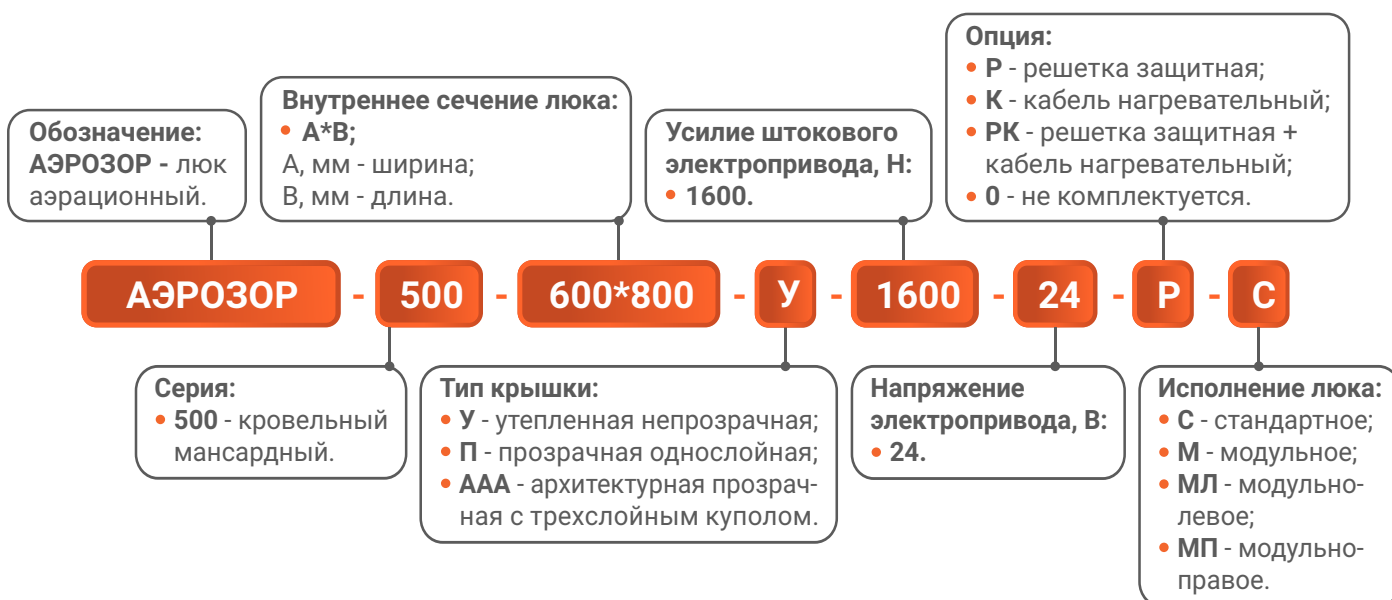 Опция:
Р - решетка защитная;
К - кабель нагревательный;
РК - решетка защитная +
кабель нагревательный;
0 - не комплектуется.
Внутреннее сечение люка:
А*В;
А, мм - ширина;
В, мм - длина.
Обозначение:
АЭРОЗОР - люк
аэрационный.
Усилие штокового
электропривода, Н:
1600.
АЭРОЗОР - 500 - 600*800 - У - 1600 - 24 - Р - С
Серия:
500 - кровельный
мансардный.
Тип крышки:
У - утепленная непрозрачная;
П - прозрачная однослойная;
ААА - архитектурная прозрач-
ная с трехслойным куполом.
Напряжение
электропривода, В:
24.
Исполнение люка:
С - стандартное;
М - модульное;
МЛ - модульно-
левое;
МП - модульно-
правое.